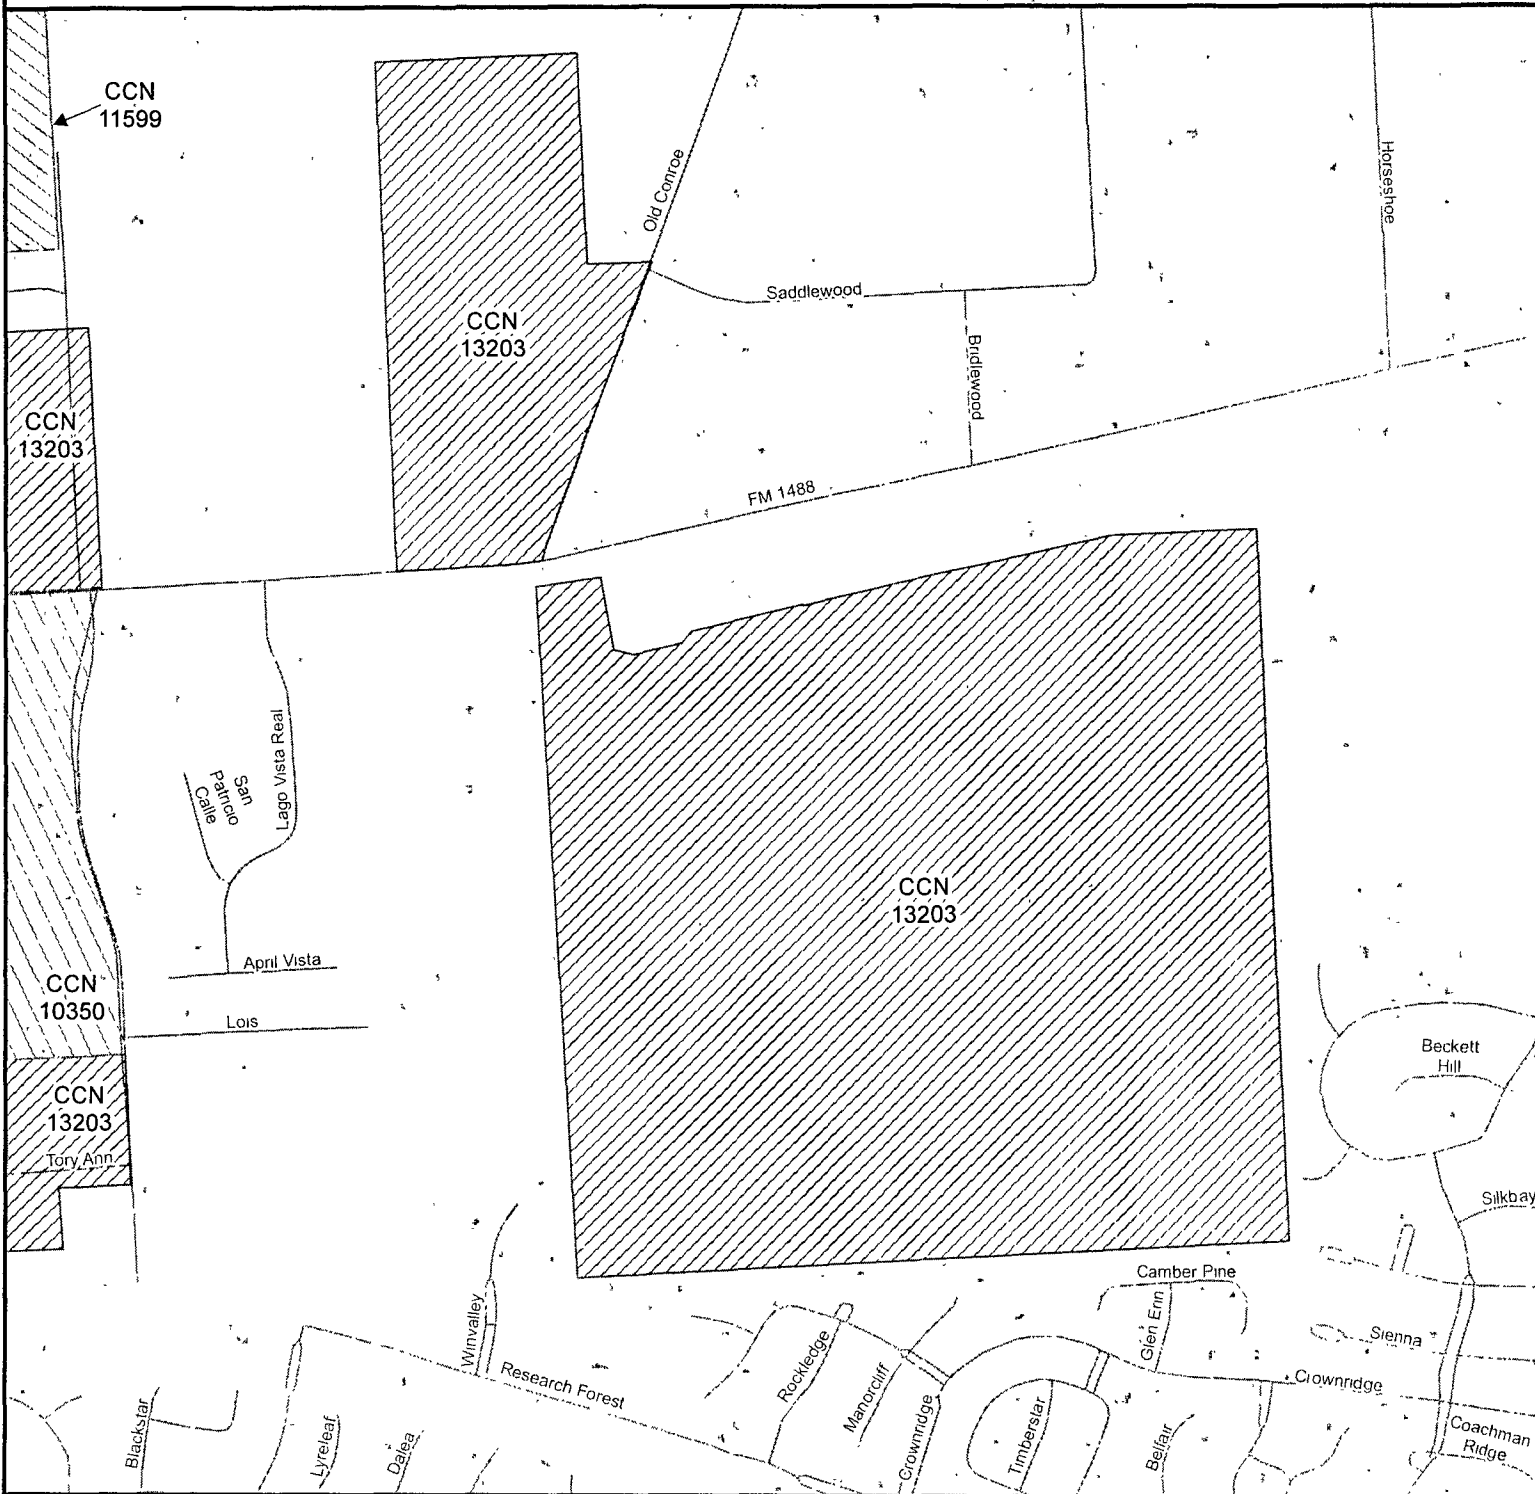 CCN
11599
Old Conroe
Horseshoe
Saddlewood
CCN
13203
Bridlewood
CCN
13203
FM 1488
Lago Vista Real
San
Patricio
Calle
CCN
13203
April Vista
CCN
10350
Lois
Beckett
Hill
CCN
13203
Tory Ann
Silkbay
Camber Pine
Glen Erin
Winvalley
Rockledge
Sienna
Manorcliff
Research Forest
Crownridge
Crownridge
Timberstar
Blackstar
Lyreleaf
Dalea
Belfair
Coachman
Ridge